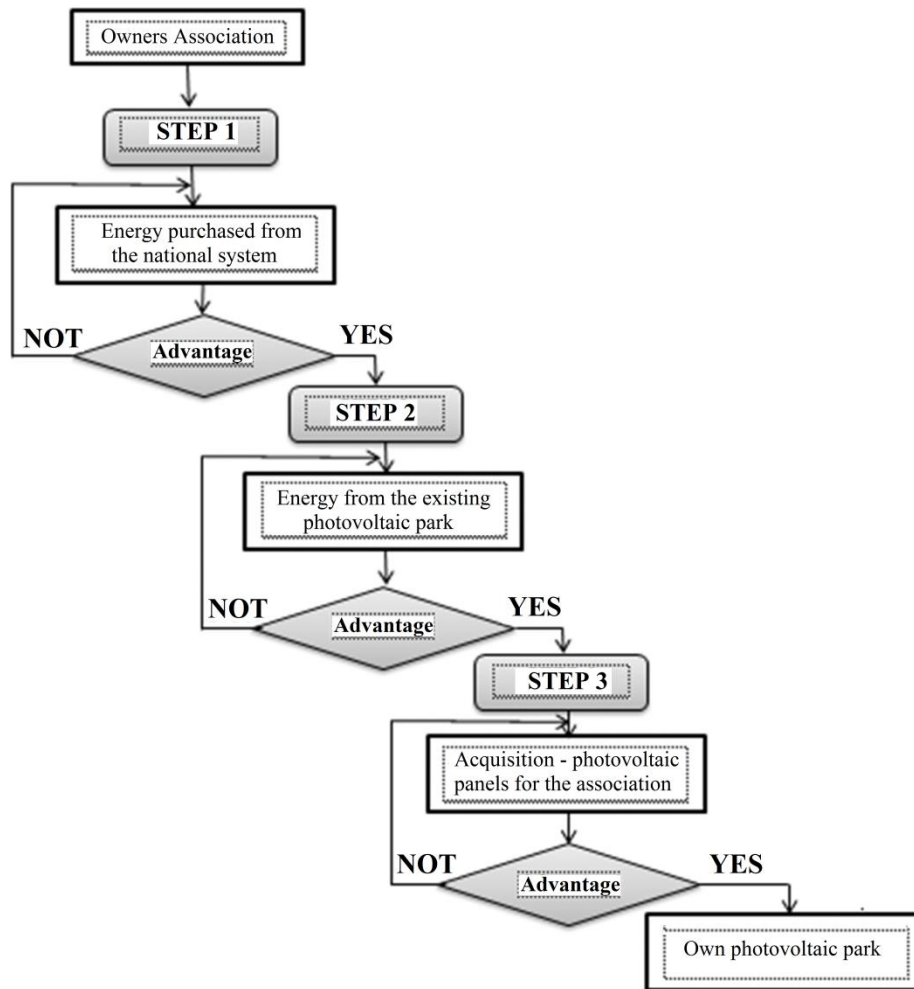 Owners Association
STEP 1
Energy purchased from
the national system
NOT
YES
Advantage
STEP 2
Energy from the existing
photovoltaic park
NOT
YES
Advantage
STEP 3
Acquisition - photovoltaic
panels for the association
NOT
YES
Advantage
Own photovoltaic park